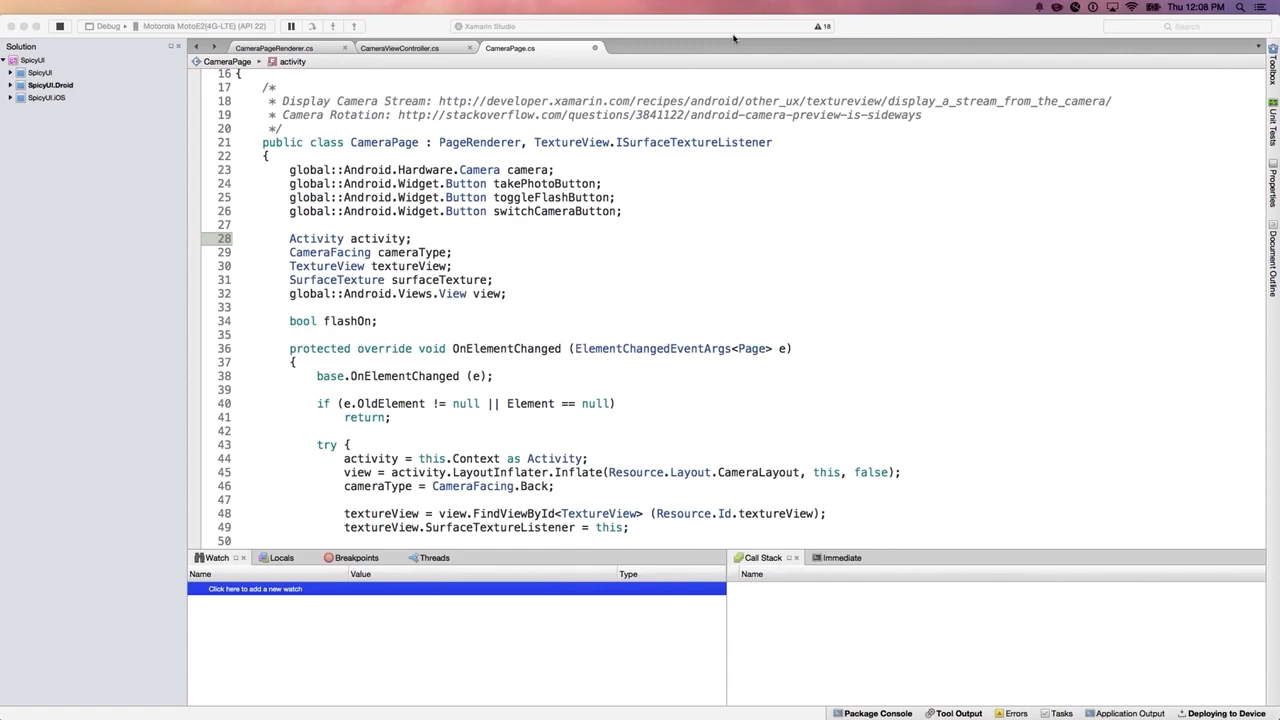 Thu 12:08 PM
Debug
Motorola MotoE2(4G-LTE) (API 22)
Xamarin Studio
18
Search
Solution
CameraPageRenderer.cs
CameraViewController.cs
CameraPage.cs
SpicyUI
SpicyUI
SpicyUI.Droid
SpicyUI.iOS
CameraPage
activity
16 {
17 /*
18 * Display Camera Stream: http://developer.xamarin.com/recipes/android/other_ux/textureview/display_a_stream_from_the_camera/
19 * Camera Rotation: http://stackoverflow.com/questions/3841122/android-camera-preview-is-sideways
20 */
21 public class CameraPage : PageRenderer, TextureView.ISurfaceTextureListener
22 {
23 global::Android.Hardware.Camera camera;
24 global::Android.Widget.Button takePhotoButton;
25 global::Android.Widget.Button toggleFlashButton;
26 global::Android.Widget.Button switchCameraButton;
27
28 Activity activity;
29 CameraFacing cameraType;
30 TextureView textureView;
31 SurfaceTexture surfaceTexture;
32 global::Android.Views.View view;
33
34 bool flashOn;
35
36 protected override void OnElementChanged (ElementChangedEventArgs<Page> e)
37 {
38 base.OnElementChanged (e);
39
40 if (e.OldElement != null || Element == null)
41 return;
42
43 try {
44 activity = this.Context as Activity;
45 view = activity.LayoutInflater.Inflate(Resource.Layout.CameraLayout, this, false);
46 cameraType = CameraFacing.Back;
47
48 textureView = view.FindViewById<TextureView> (Resource.Id.textureView);
49 textureView.SurfaceTextureListener = this;
50
Toolbox
Unit Tests
Properties
Document Outline
Watch
Locals
Breakpoints
Threads
Call Stack
Immediate
Name
Value
Type
Name
Click here to add a new watch
Package Console
Tool Output
Errors
Tasks
Application Output
Deploying to Device